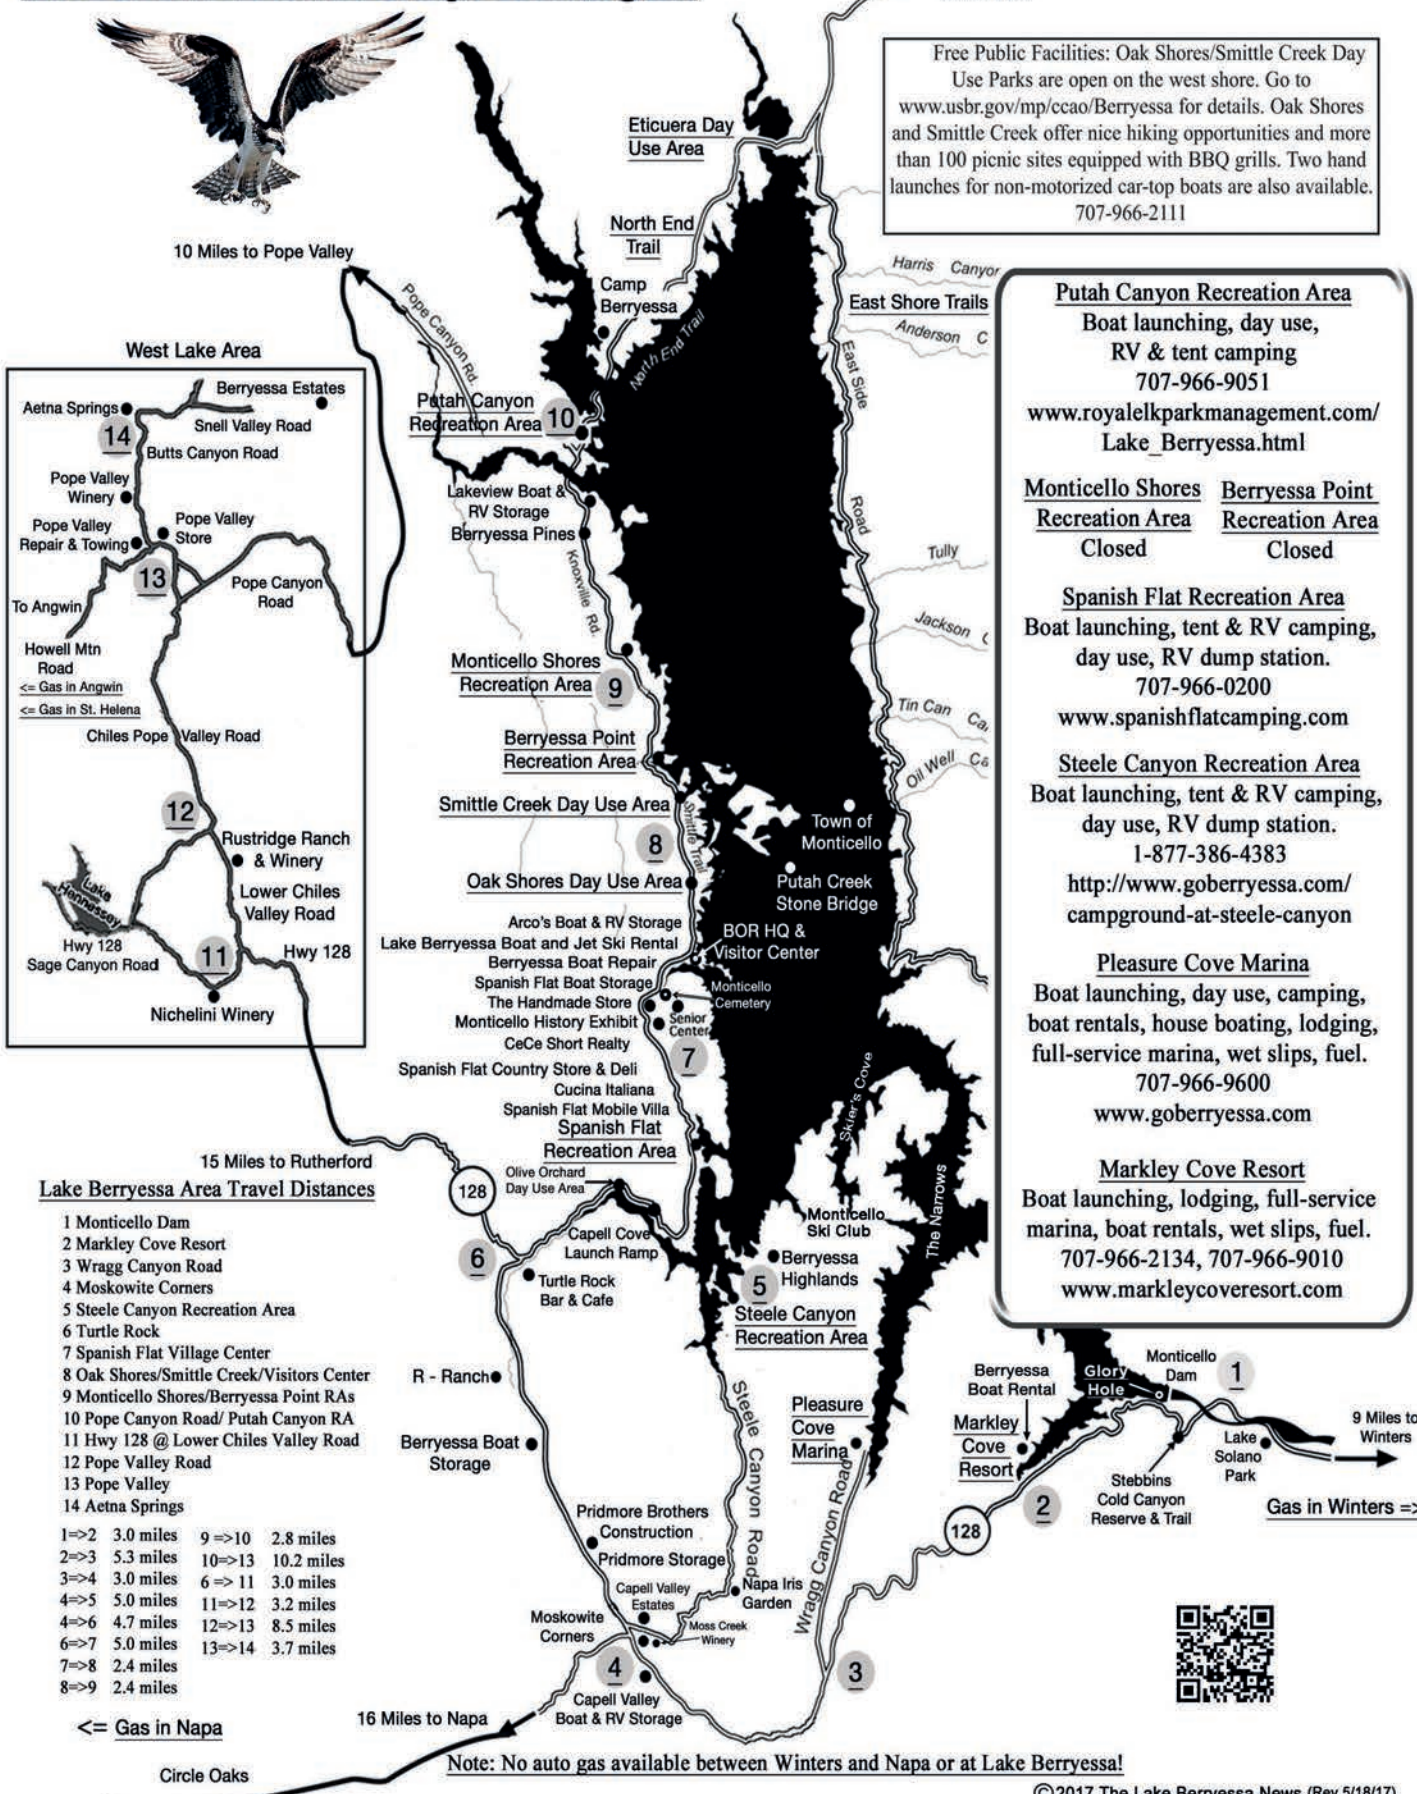 Free Public Facilities: Oak Shores/Smittle Creek Day
Use Parks are open on the west shore. Go to
www.usbr.gov/mp/ccao/Berryessa for details. Oak Shores
and Smittle Creek offer nice hiking opportunities and more
than 100 picnic sites equipped with BBQ grills. Two hand
launches for non-motorized car-top boats are also available.
707-966-2111
Eticuera Day
Use Area
North End
Trail
10 Miles to Pope Valley
Camp
Berryessa
Pope Canyon Rd.
North End Trail
Harris Canyon
East Shore Trails
Anderson C
East Side
Road
Tully
Jackson C
Tin Can Ca
Oil Well Ca
Putah Canyon Recreation Area
Boat launching, day use,
RV & tent camping
707-966-9051
www.royalelkparkmanagement.com/
Lake_Berryessa.html
Monticello Shores
Recreation Area
Closed
Berryessa Point
Recreation Area
Closed
Spanish Flat Recreation Area
Boat launching, tent & RV camping,
day use, RV dump station.
707-966-0200
www.spanishflatcamping.com
Steele Canyon Recreation Area
Boat launching, tent & RV camping,
day use, RV dump station.
1-877-386-4383
http://www.goberryessa.com/
campground-at-steele-canyon
Pleasure Cove Marina
Boat launching, day use, camping,
boat rentals, house boating, lodging,
full-service marina, wet slips, fuel.
707-966-9600
www.goberryessa.com
Markley Cove Resort
Boat launching, lodging, full-service
marina, boat rentals, wet slips, fuel.
707-966-2134, 707-966-9010
www.markleycoveresort.com
West Lake Area
Aetna Springs
Berryessa Estates
14
Snell Valley Road
Butts Canyon Road
Pope Valley
Winery
Pope Valley
Repair & Towing
Pope Valley
Store
13
Pope Canyon
Road
To Angwin
Howell Mtn
Road
<= Gas in Angwin
<= Gas in St. Helena
Chiles Pope Valley Road
12
Rustridge Ranch
& Winery
Lake
Hennessey
Lower Chiles
Valley Road
Hwy 128
Sage Canyon Road
11
Hwy 128
Nichelini Winery
Putah Canyon
Recreation Area
10
Lakeview Boat &
RV Storage
Berryessa Pines
Knoxville Rd.
Monticello Shores
Recreation Area
9
Berryessa Point
Recreation Area
Smittle Creek Day Use Area
Smittle Trail
8
Oak Shores Day Use Area
Town of
Monticello
Putah Creek
Stone Bridge
Arco's Boat & RV Storage
Lake Berryessa Boat and Jet Ski Rental
Berryessa Boat Repair
BOR HQ &
Visitor Center
Spanish Flat Boat Storage
Monticello
Cemetery
The Handmade Store
Monticello History Exhibit
Senior
Center
CeCe Short Realty
7
Spanish Flat Country Store & Deli
Cucina Italiana
Spanish Flat Mobile Villa
Spanish Flat
Recreation Area
Olive Orchard
Day Use Area
Skier's Cove
The Narrows
15 Miles to Rutherford
128
Capell Cove
Launch Ramp
6
Turtle Rock
Bar & Cafe
Monticello
Ski Club
Berryessa
Highlands
5
Steele Canyon
Recreation Area
R - Ranch
Berryessa Boat
Storage
Steele Canyon Road
Pleasure
Cove
Marina
Wragg Canyon Road
Berryessa
Boat Rental
Glory
Hole
Monticello
Dam
1
Markley
Cove
Resort
2
Stebbins
Cold Canyon
Reserve & Trail
Lake
Solano
Park
9 Miles to
Winters
Gas in Winters =>
128
Pridmore Brothers
Construction
Pridmore Storage
Capell Valley
Estates
Napa Iris
Garden
Moskowite
Corners
Moss Creek
Winery
4
Capell Valley
Boat & RV Storage
3
Lake Berryessa Area Travel Distances
1 Monticello Dam
2 Markley Cove Resort
3 Wragg Canyon Road
4 Moskowite Corners
5 Steele Canyon Recreation Area
6 Turtle Rock
7 Spanish Flat Village Center
8 Oak Shores/Smittle Creek/Visitors Center
9 Monticello Shores/Berryessa Point RAs
10 Pope Canyon Road/ Putah Canyon RA
11 Hwy 128 @ Lower Chiles Valley Road
12 Pope Valley Road
13 Pope Valley
14 Aetna Springs
1=>2 3.0 miles
2=>3 5.3 miles
3=>4 3.0 miles
4=>5 5.0 miles
4=>6 4.7 miles
6=>7 5.0 miles
7=>8 2.4 miles
8=>9 2.4 miles
9 =>10 2.8 miles
10=>13 10.2 miles
6 => 11 3.0 miles
11=>12 3.2 miles
12=>13 8.5 miles
13=>14 3.7 miles
<= Gas in Napa
16 Miles to Napa
Circle Oaks
Note: No auto gas available between Winters and Napa or at Lake Berryessa!
©2017 The Lake Berryessa News (Rev 5/18/17)